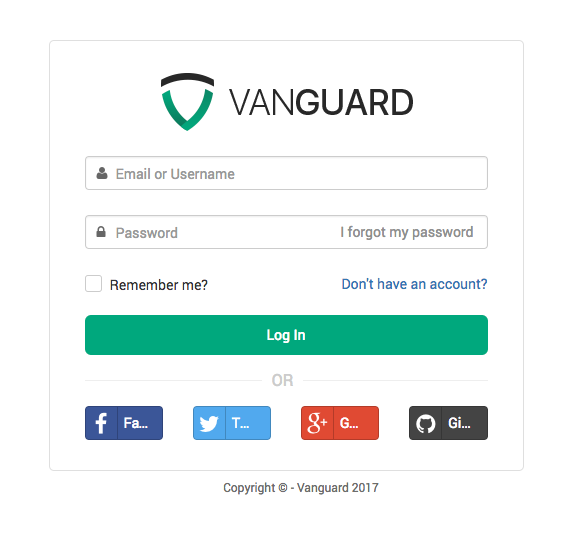 VANGUARD
Email or Username
Password I forgot my password
Remember me? Don't have an account?
Log In
OR
Fa... T... G... Gi...
Copyright © - Vanguard 2017